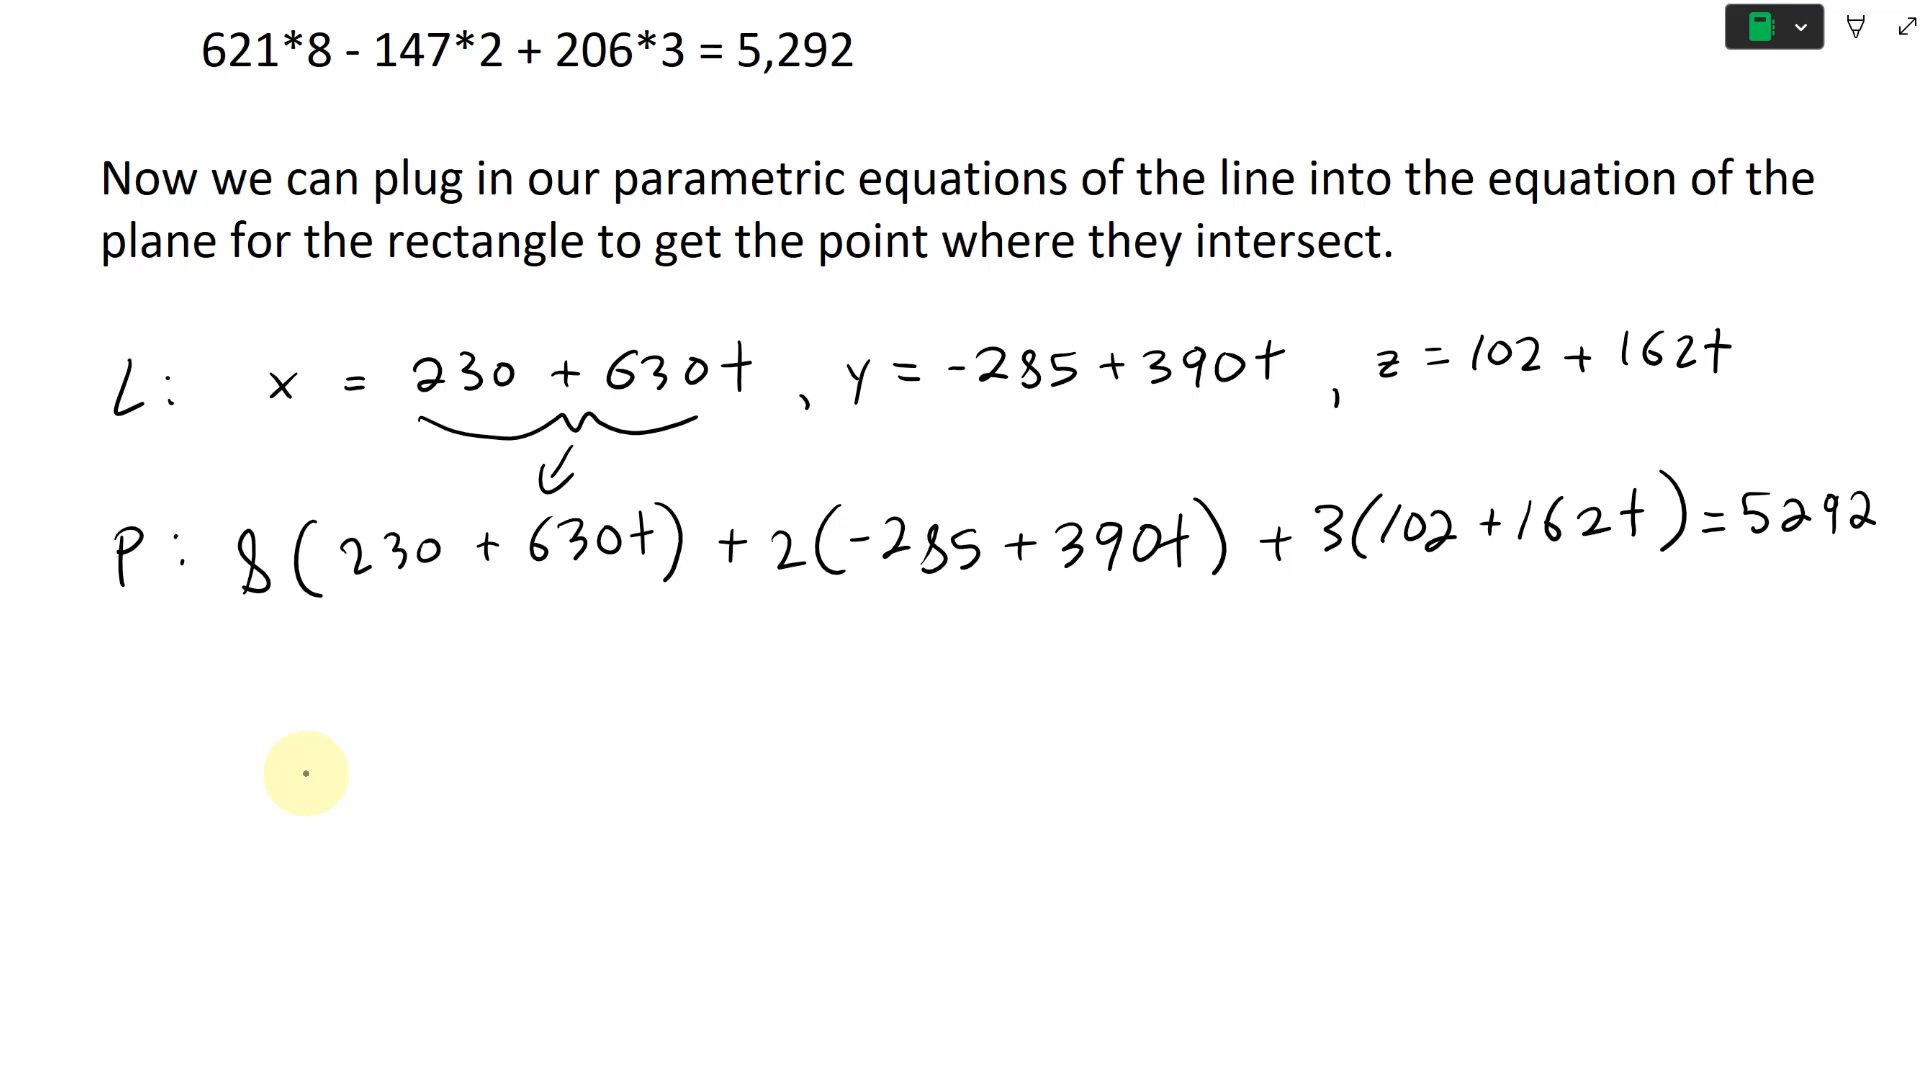 621*8 - 147*2 + 206*3 = 5,292
Now we can plug in our parametric equations of the line into the equation of the
plane for the rectangle to get the point where they intersect.
L: x = 230 + 630t , y = -285 + 390t , z = 102 + 162t
P: 8(230 + 630t) + 2(-285 + 390t) + 3(102 + 162t) = 5292